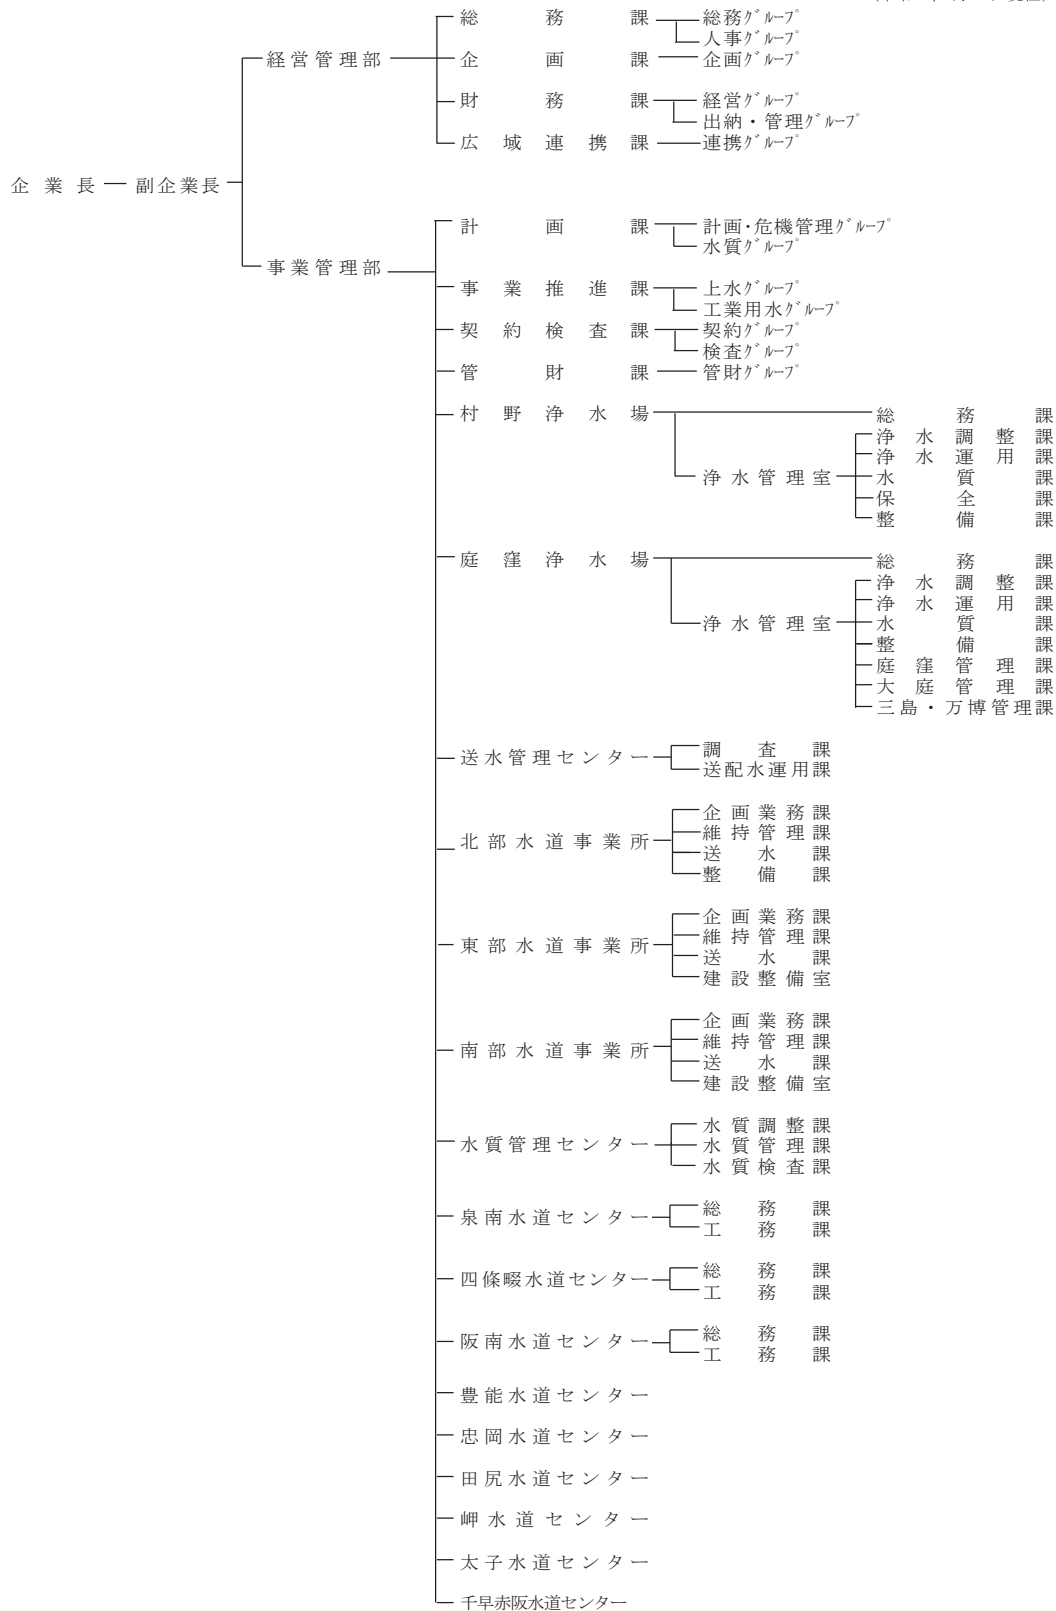 総務課 総務グループ
人事グループ
経営管理部 企画課 企画グループ
財務課 経営グループ
出納・管理グループ
広域連携課 連携グループ
企業長 副企業長
計画課 計画・危機管理グループ
水質グループ
事業管理部
事業推進課 上水グループ
工業用水グループ
契約検査課 契約グループ
検査グループ
管財課 管財グループ
村野浄水場 総務課
浄水調整課
浄水運用課
浄水管理室 水質課
保全課
整備課
庭窪浄水場 総務課
浄水調整課
浄水運用課
浄水管理室 水質課
整備課
庭窪管理課
大庭管理課
三島・万博管理課
送水管理センター 調査課
送配水運用課
北部水道事業所 企画業務課
維持管理課
送水課
整備課
東部水道事業所 企画業務課
維持管理課
送水課
建設整備室
南部水道事業所 企画業務課
維持管理課
送水課
建設整備室
水質管理センター 水質調整課
水質管理課
水質検査課
泉南水道センター 総務課
工務課
四條畷水道センター 総務課
工務課
阪南水道センター 総務課
工務課
豊能水道センター
忠岡水道センター
田尻水道センター
岬水道センター
太子水道センター
千早赤阪水道センター